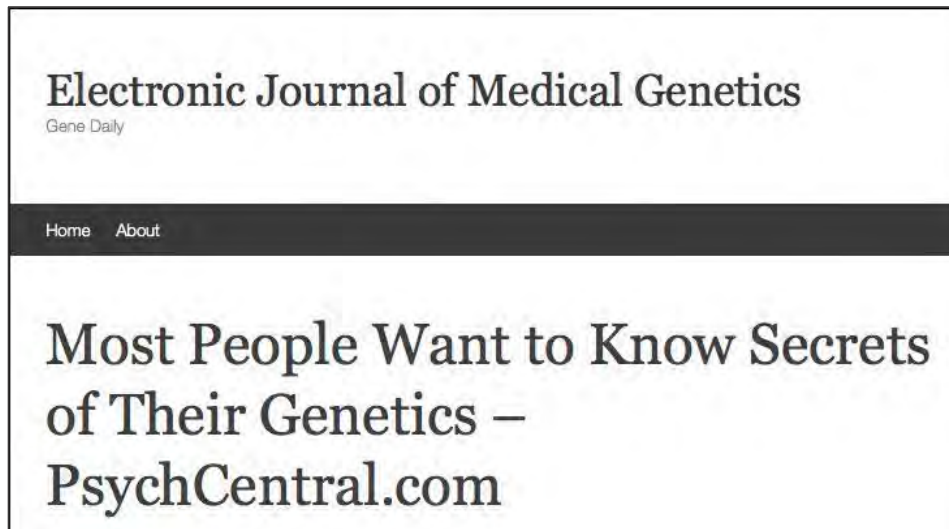 Electronic Journal of Medical Genetics
Gene Daily
Home About
Most People Want to Know Secrets
of Their Genetics –
PsychCentral.com